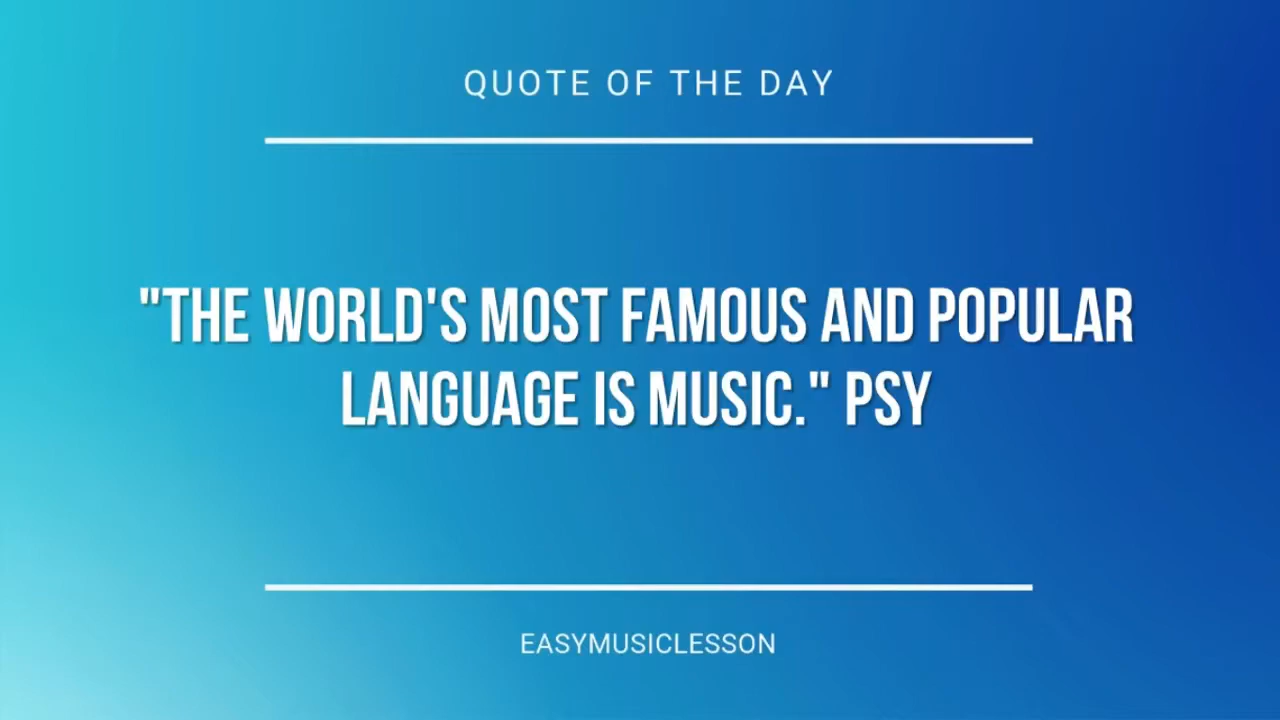 QUOTE OF THE DAY
"THE WORLD'S MOST FAMOUS AND POPULAR
LANGUAGE IS MUSIC." PSY
EASYMUSICLESSON